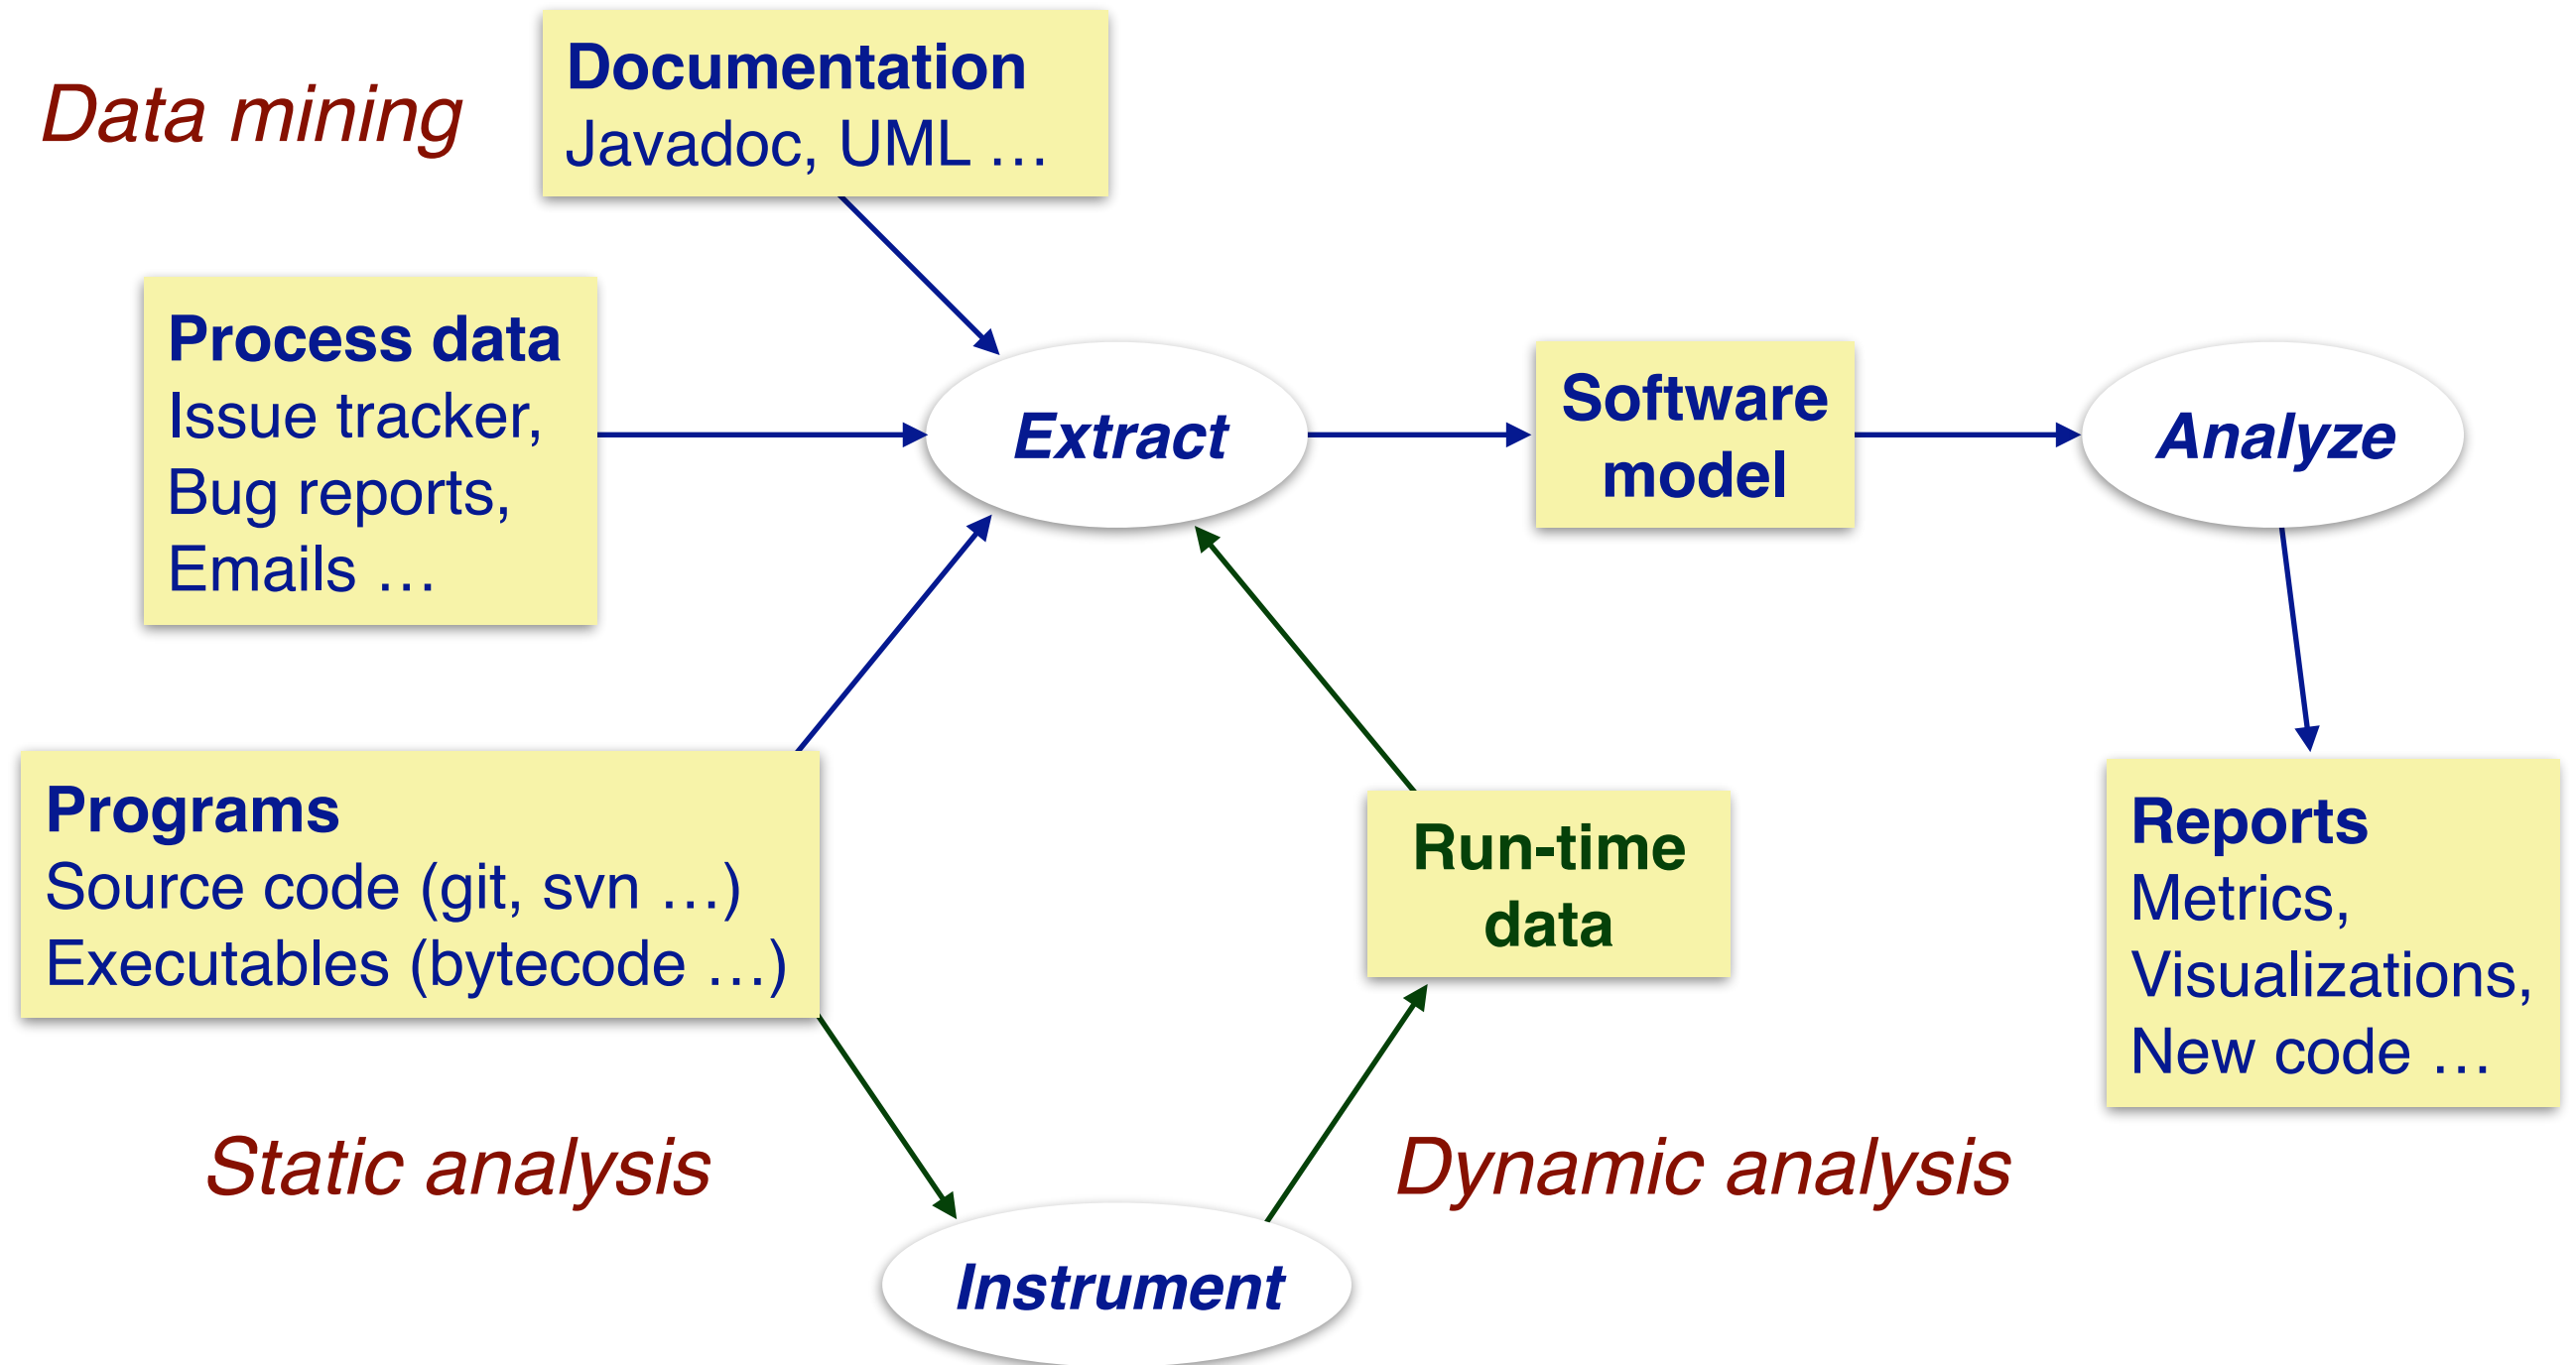 Data mining
Documentation
Javadoc, UML …
Process data
Issue tracker,
Bug reports,
Emails …
Extract
Software
model
Analyze
Programs
Source code (git, svn …)
Executables (bytecode …)
Run-time
data
Reports
Metrics,
Visualizations,
New code …
Static analysis
Dynamic analysis
Instrument